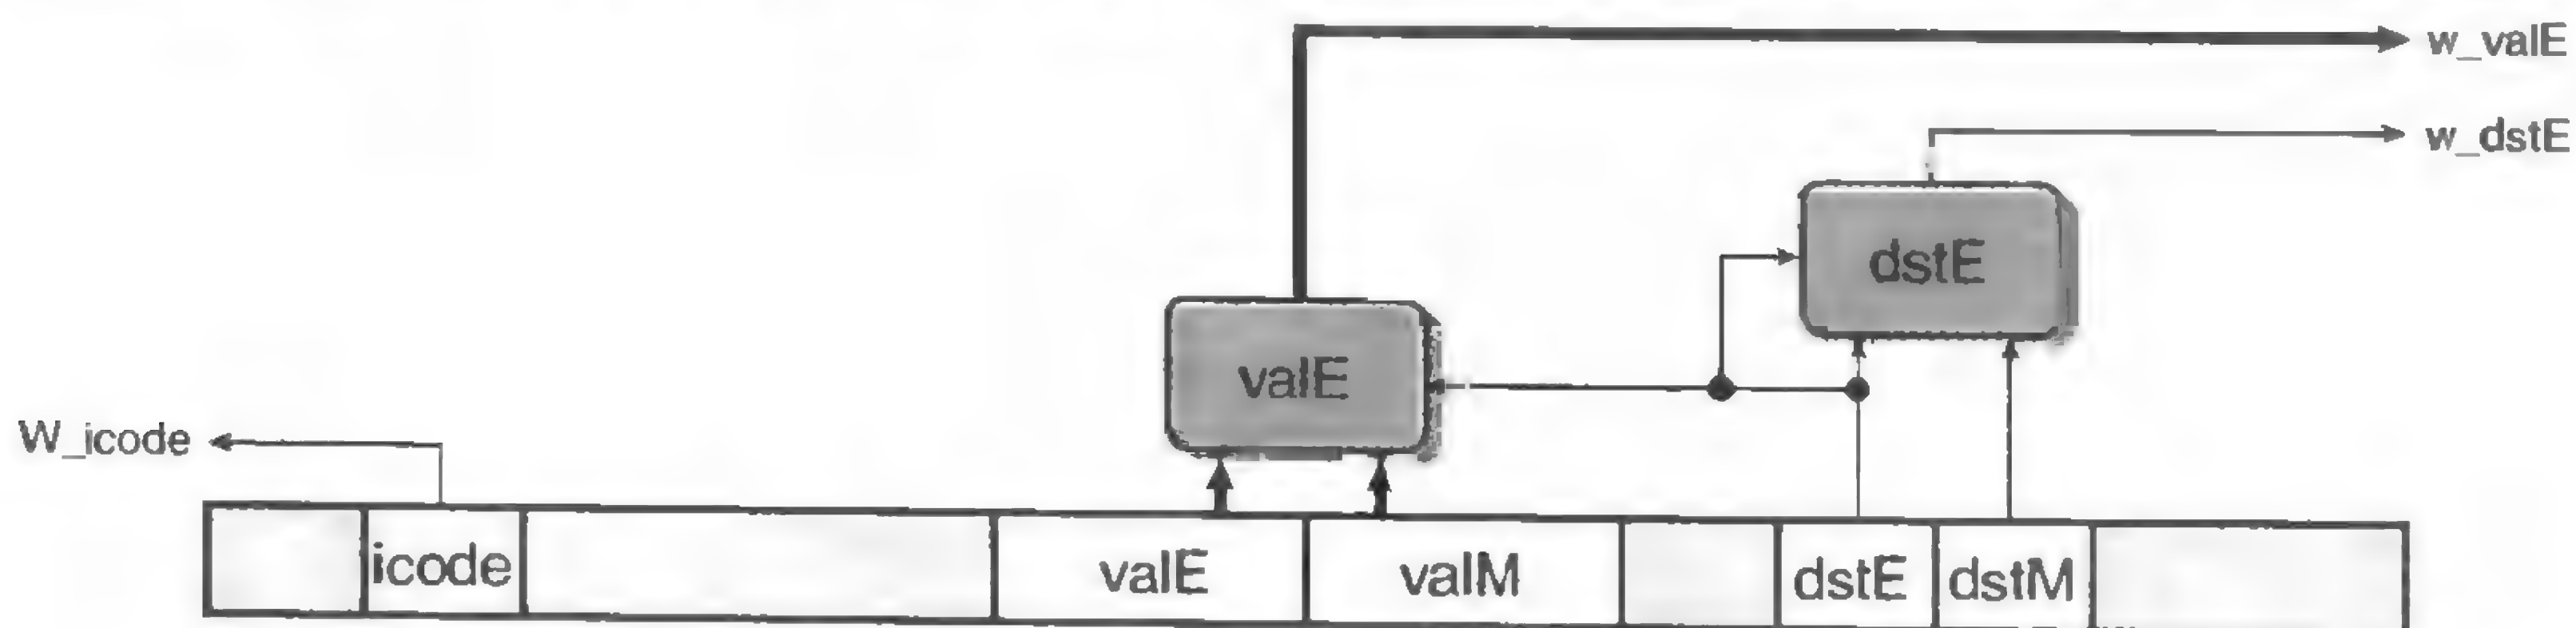 w_valE
w_dstE
dstE
valE
W_icode
icode valE valM dstE dstM